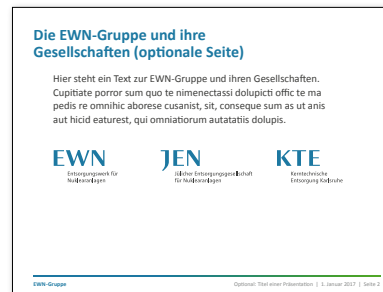 Die EWN-Gruppe und ihre
Gesellschaften (optionale Seite)
Hier steht ein Text zur EWN-Gruppe und ihren Gesellschaften.
Cupitiate porror sum quo te nimenectassi dolupicti offic te ma
pedis re omnihic aborese cusanist, sit, conseque sum as ut anis
aut hicid eaturest, qui omniatiorum autatatiis dolupis.
EWN
Entsorgungswerk für
Nuklearanlagen
JEN
Jülicher Entsorgungsgesellschaft
für Nuklearanlagen
KTE
Kerntechnische
Entsorgung Karlsruhe
EWN-Gruppe
Optional: Titel einer Präsentation | 1. Januar 2017 | Seite 2